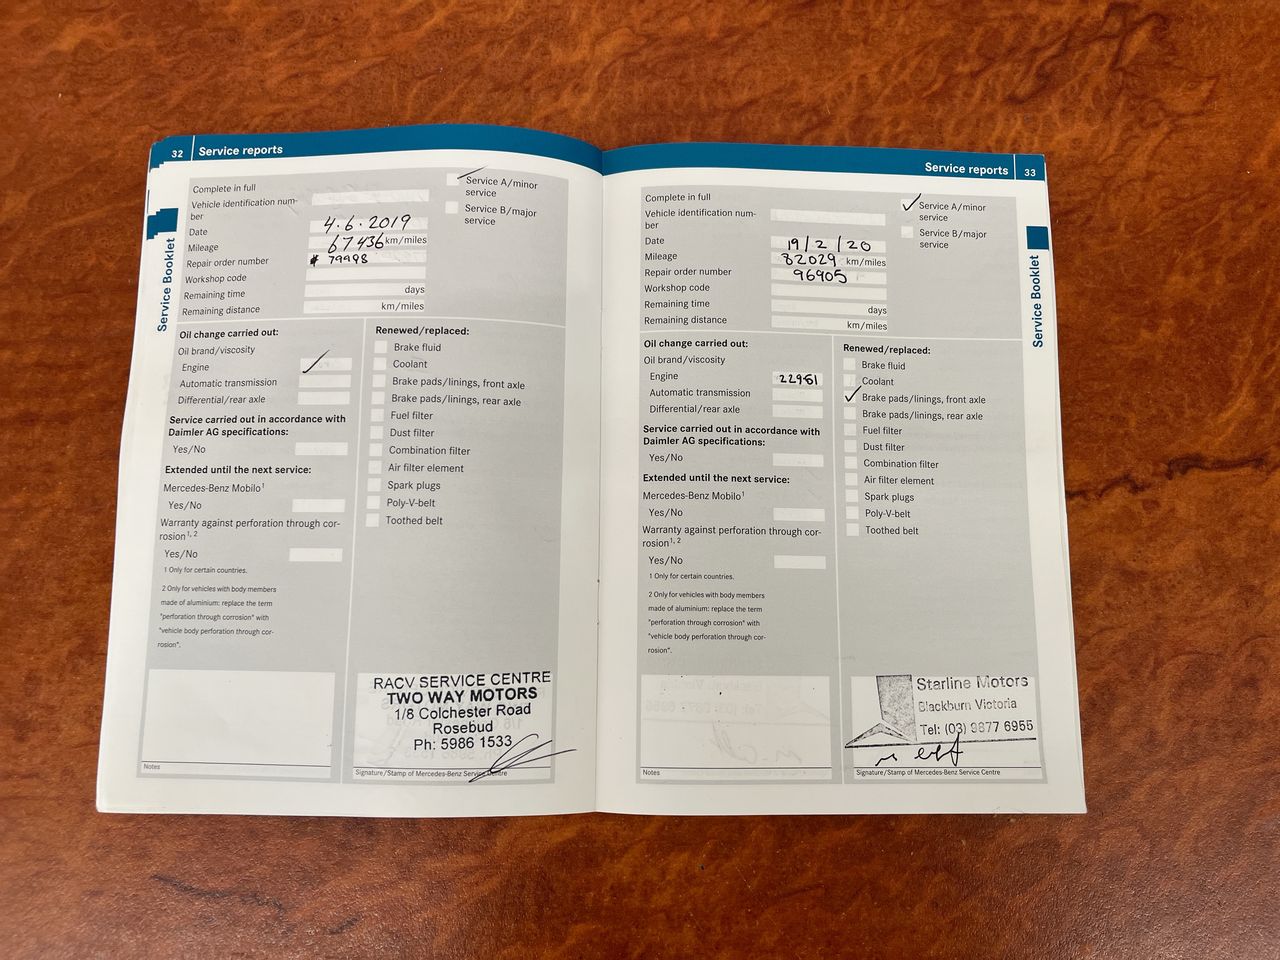 32
Service reports
Service Booklet
Complete in full
Vehicle identification num-
ber
Date 4.6.2019
Mileage 67436 km/miles
Repair order number # 79998
Workshop code
Remaining time days
Remaining distance km/miles
Service A/minor
service
Service B/major
service
Oil change carried out:
Oil brand/viscosity
Engine
Automatic transmission
Differential/rear axle
Service carried out in accordance with
Daimler AG specifications:
Yes/No
Extended until the next service:
Mercedes-Benz Mobilo1
Yes/No
Warranty against perforation through cor-
rosion1, 2
Yes/No
1 Only for certain countries.
2 Only for vehicles with body members
made of aluminium: replace the term
"perforation through corrosion" with
"vehicle body perforation through cor-
rosion".
Renewed/replaced:
Brake fluid
Coolant
Brake pads/linings, front axle
Brake pads/linings, rear axle
Fuel filter
Dust filter
Combination filter
Air filter element
Spark plugs
Poly-V-belt
Toothed belt
Notes
RACV SERVICE CENTRE
TWO WAY MOTORS
1/8 Colchester Road
Rosebud
Ph: 5986 1533
Signature/Stamp of Mercedes-Benz Service Centre
Service reports
33
Service Booklet
Complete in full
Vehicle identification num-
ber
Date 19/2/20
Mileage 82029 km/miles
Repair order number 96905
Workshop code
Remaining time days
Remaining distance km/miles
Service A/minor
service
Service B/major
service
Oil change carried out:
Oil brand/viscosity
Engine 229.51
Automatic transmission
Differential/rear axle
Service carried out in accordance with
Daimler AG specifications:
Yes/No
Extended until the next service:
Mercedes-Benz Mobilo1
Yes/No
Warranty against perforation through cor-
rosion1, 2
Yes/No
1 Only for certain countries.
2 Only for vehicles with body members
made of aluminium: replace the term
"perforation through corrosion" with
"vehicle body perforation through cor-
rosion".
Renewed/replaced:
Brake fluid
Coolant
Brake pads/linings, front axle
Brake pads/linings, rear axle
Fuel filter
Dust filter
Combination filter
Air filter element
Spark plugs
Poly-V-belt
Toothed belt
Notes
Starline Motors
Blackburn Victoria
Tel: (03) 9877 6955
Signature/Stamp of Mercedes-Benz Service Centre